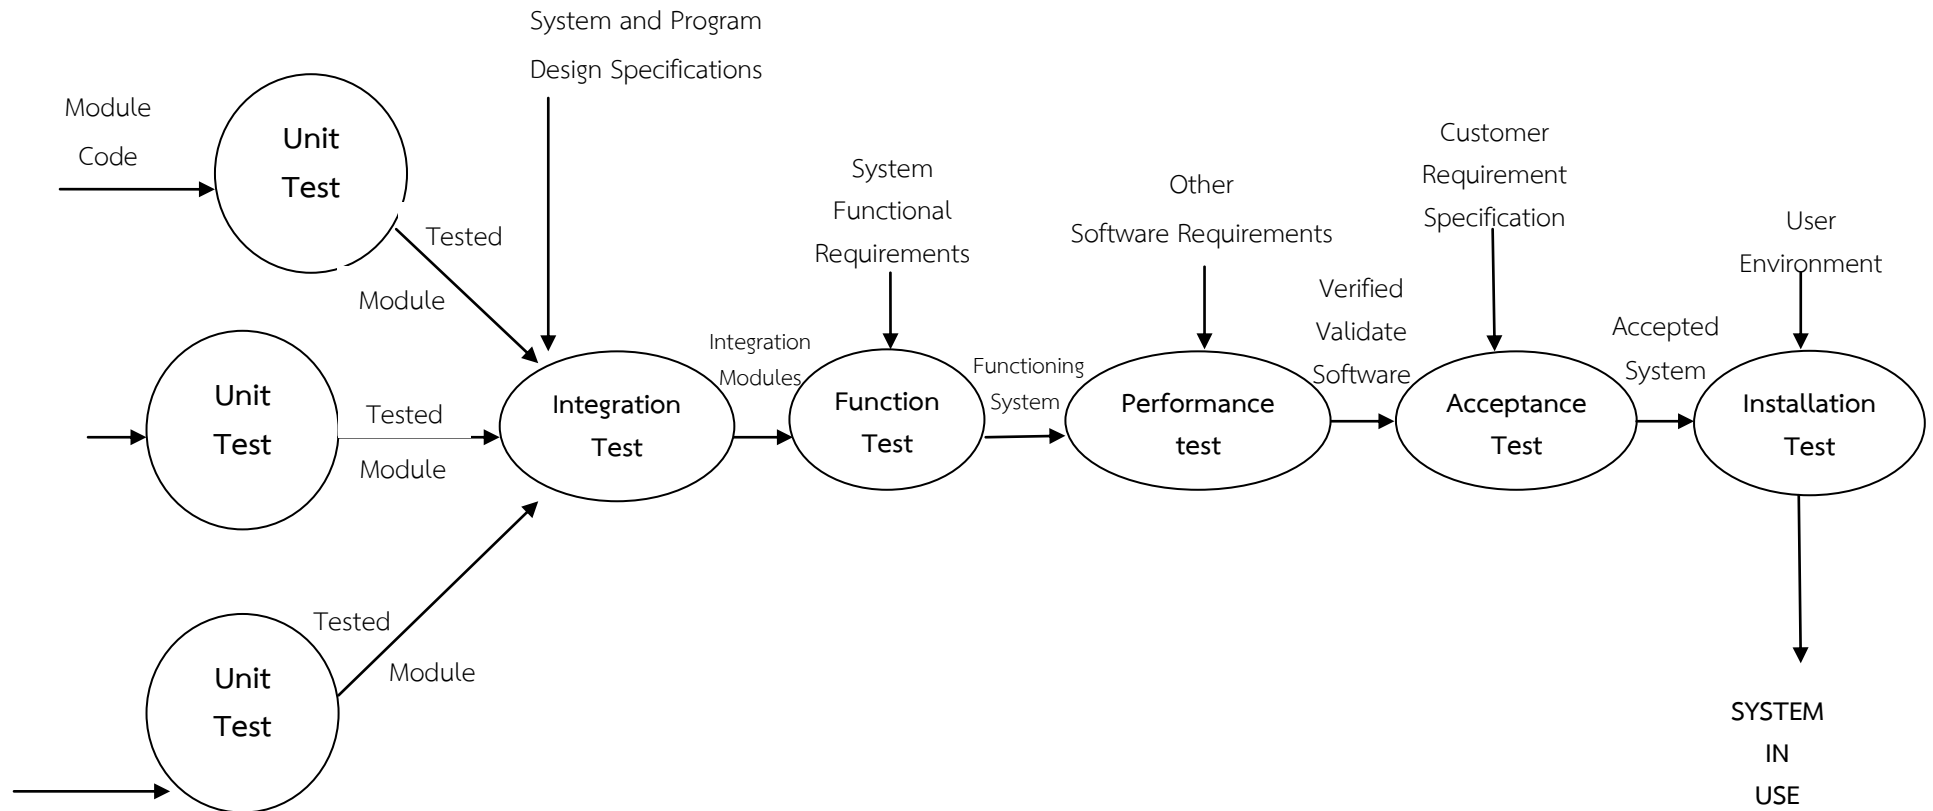 System and Program
Design Specifications
Module
Code
Unit
Test
Tested
Module
Unit
Test
Tested
Module
Unit
Test
Tested
Module
Integration
Test
Integration
Modules
System
Functional
Requirements
Function
Test
Functioning
System
Other
Software Requirements
Performance
test
Verified
Validate
Software
Customer
Requirement
Specification
Acceptance
Test
Accepted
System
User
Environment
Installation
Test
SYSTEM
IN
USE